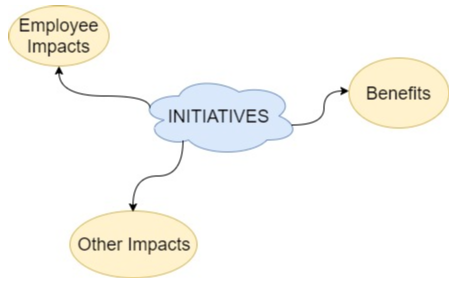 Employee
Impacts
INITIATIVES
Benefits
Other Impacts